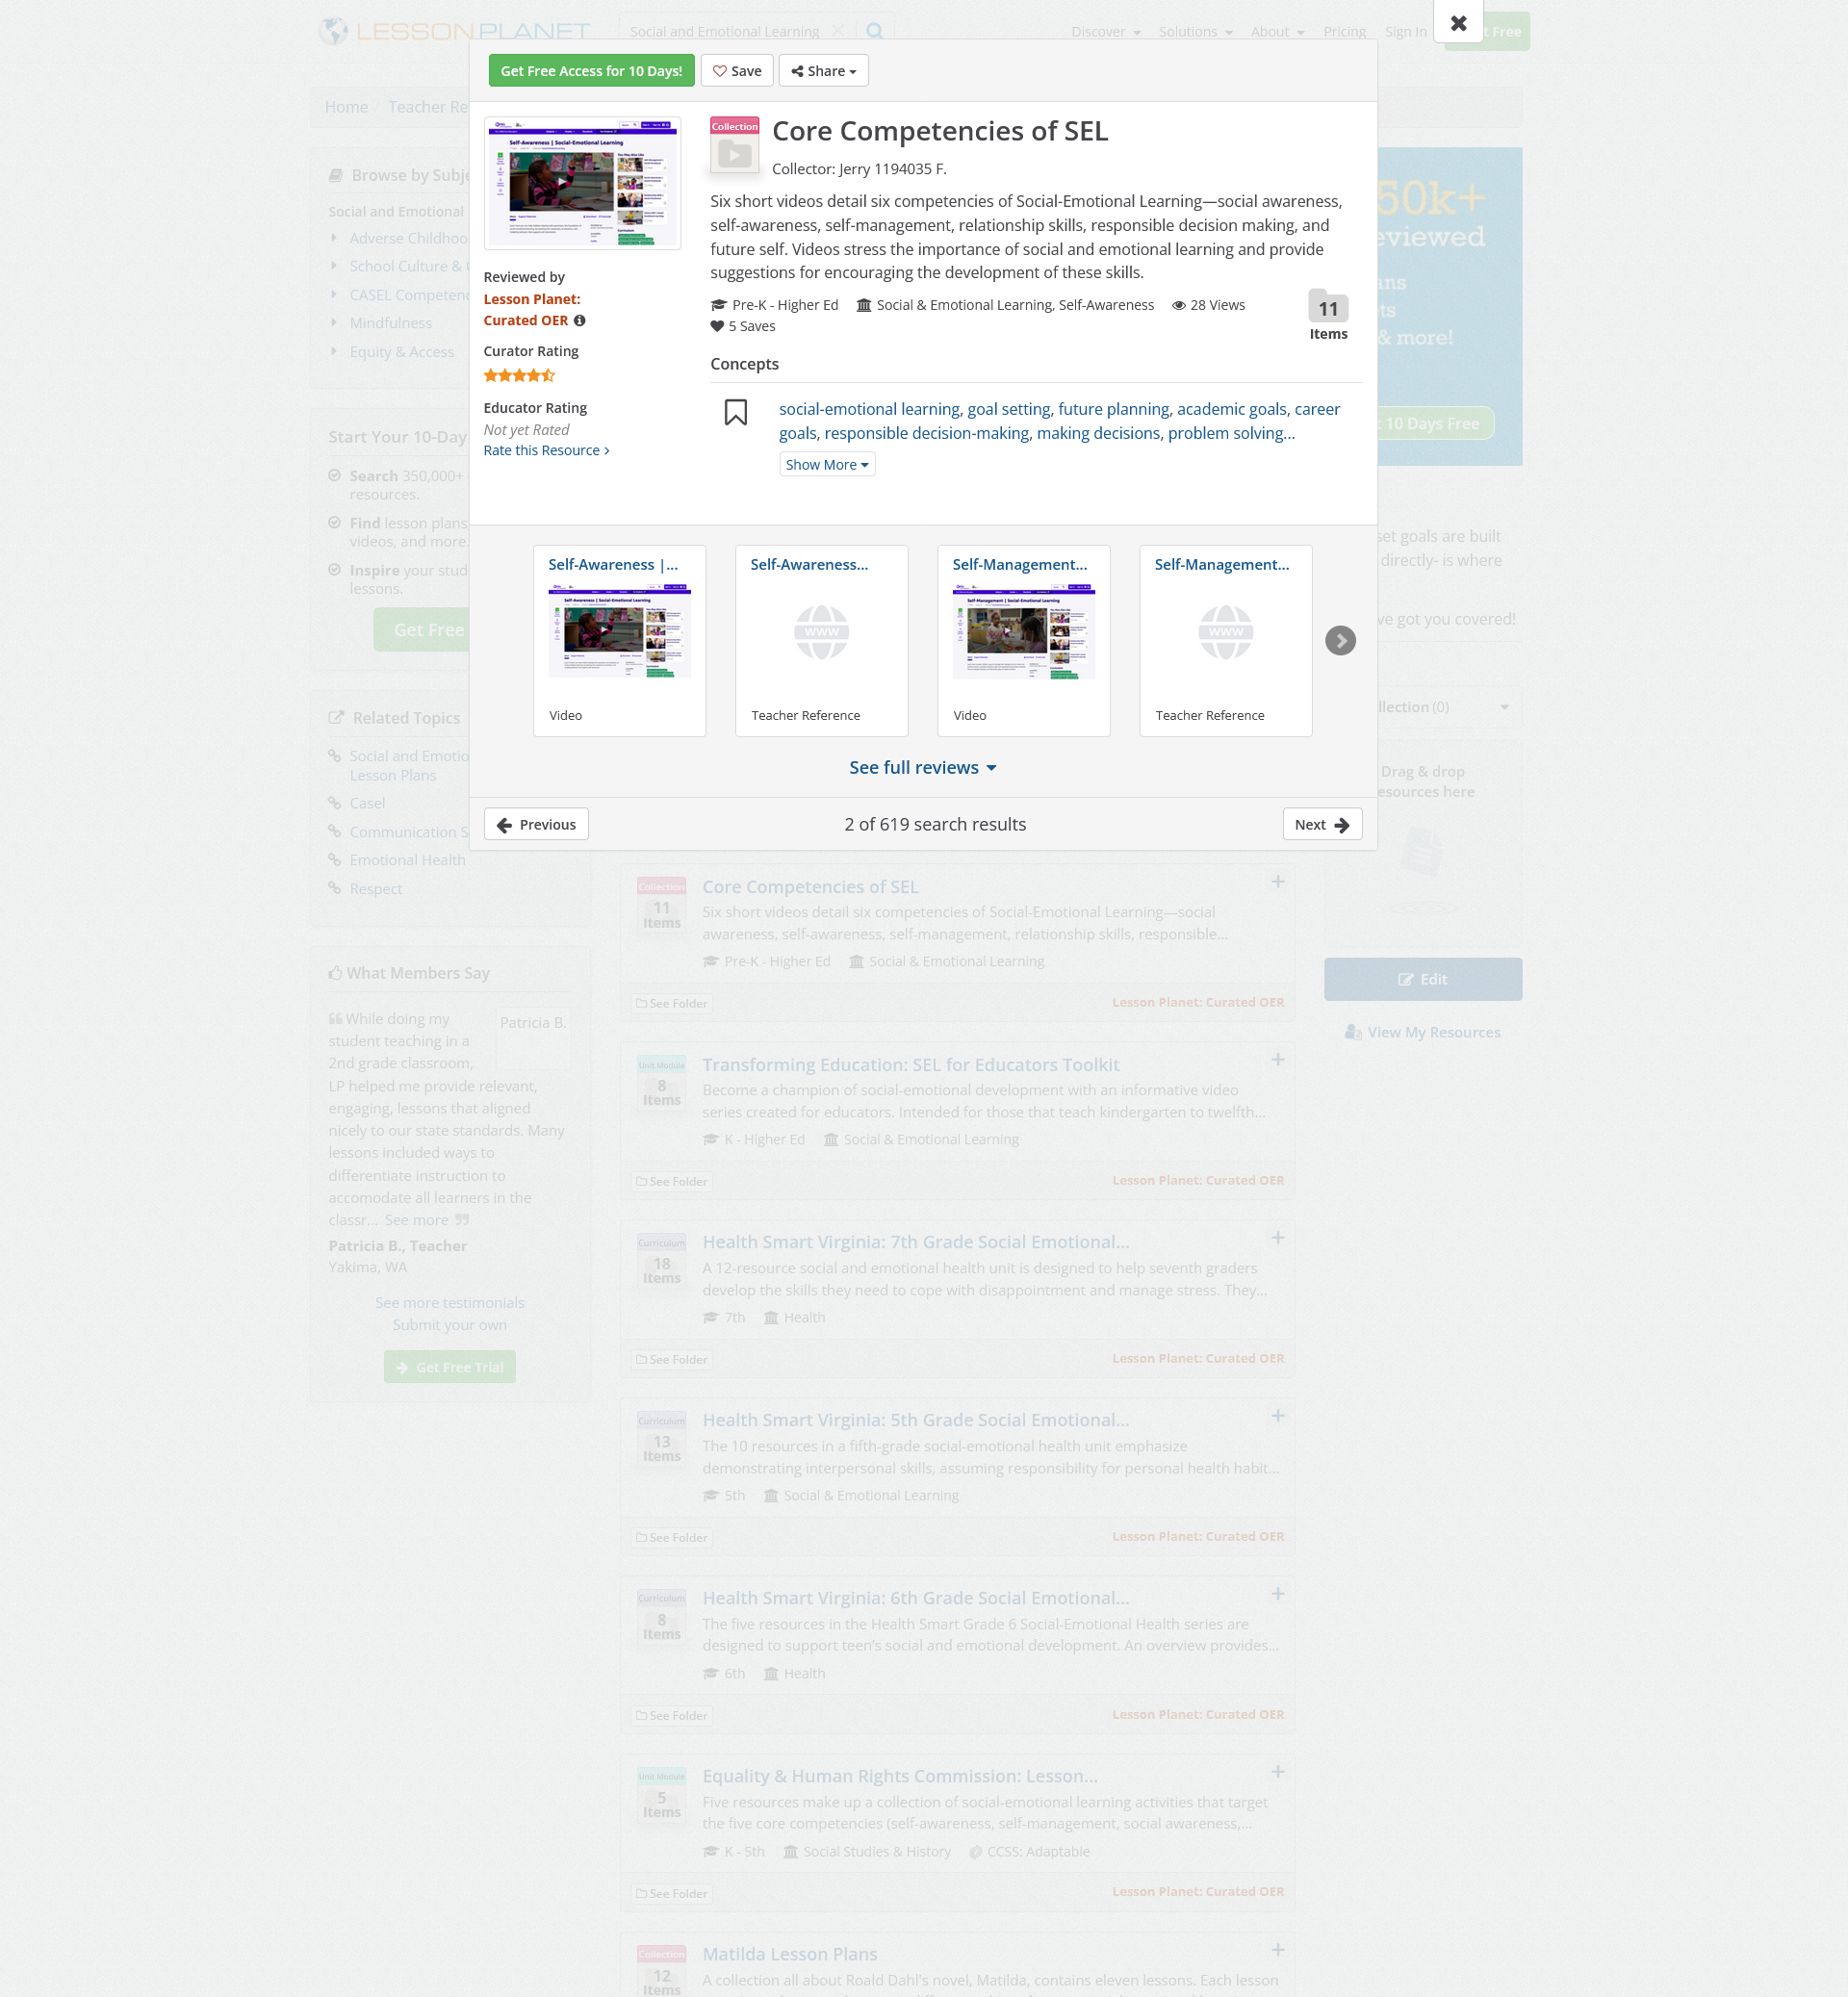 LESSONPLANET
Social and Emotional Learning
Discover
Solutions
About
Pricing
Sign In
Free
Get Free Access for 10 Days!
Save
Share
Home
Teacher Re
Browse by Subje
Social and Emotional
Adverse Childhoo
School Culture &
CASEL Competenc
Mindfulness
Equity & Access
Start Your 10-Day
Search 350,000+
resources.
Find lesson plans
videos, and more.
Inspire your stud
lessons.
Get Free
Related Topics
Social and Emotio
Lesson Plans
Casel
Communication S
Emotional Health
Respect
What Members Say
While doing my
student teaching in a
2nd grade classroom,
Patricia B.
LP helped me provide relevant,
engaging, lessons that aligned
nicely to our state standards. Many
lessons included ways to
differentiate instruction to
accomodate all learners in the
classr... See more
Patricia B., Teacher
Yakima, WA
See more testimonials
Submit your own
Get Free Trial
Self-Awareness | Social-Emotional Learning
Reviewed by
Lesson Planet:
Curated OER
Curator Rating
Educator Rating
Not yet Rated
Rate this Resource
Collection
Core Competencies of SEL
Collector: Jerry 1194035 F.
Six short videos detail six competencies of Social-Emotional Learning—social awareness,
self-awareness, self-management, relationship skills, responsible decision making, and
future self. Videos stress the importance of social and emotional learning and provide
suggestions for encouraging the development of these skills.
Pre-K - Higher Ed
Social & Emotional Learning, Self-Awareness
28 Views
5 Saves
11
Items
Concepts
social-emotional learning, goal setting, future planning, academic goals, career
goals, responsible decision-making, making decisions, problem solving...
Show More
Self-Awareness |...
Self-Awareness | Social-Emotional Learning
Video
Self-Awareness...
www
Teacher Reference
Self-Management...
Self-Management | Social-Emotional Learning
Video
Self-Management...
www
Teacher Reference
See full reviews
Previous
2 of 619 search results
Next
50k+
eviewed
ans
ts
& more!
10 Days Free
set goals are built
directly- is where
ve got you covered!
llection (0)
Drag & drop
esources here
Edit
View My Resources
Collection
11
Items
Core Competencies of SEL
Six short videos detail six competencies of Social-Emotional Learning—social
awareness, self-awareness, self-management, relationship skills, responsible...
Pre-K - Higher Ed
Social & Emotional Learning
See Folder
Lesson Planet: Curated OER
Unit Module
8
Items
Transforming Education: SEL for Educators Toolkit
Become a champion of social-emotional development with an informative video
series created for educators. Intended for those that teach kindergarten to twelfth...
K - Higher Ed
Social & Emotional Learning
See Folder
Lesson Planet: Curated OER
Curriculum
18
Items
Health Smart Virginia: 7th Grade Social Emotional...
A 12-resource social and emotional health unit is designed to help seventh graders
develop the skills they need to cope with disappointment and manage stress. They...
7th
Health
See Folder
Lesson Planet: Curated OER
Curriculum
13
Items
Health Smart Virginia: 5th Grade Social Emotional...
The 10 resources in a fifth-grade social-emotional health unit emphasize
demonstrating interpersonal skills, assuming responsibility for personal health habit...
5th
Social & Emotional Learning
See Folder
Lesson Planet: Curated OER
Curriculum
8
Items
Health Smart Virginia: 6th Grade Social Emotional...
The five resources in the Health Smart Grade 6 Social-Emotional Health series are
designed to support teen's social and emotional development. An overview provides...
6th
Health
See Folder
Lesson Planet: Curated OER
Unit Module
5
Items
Equality & Human Rights Commission: Lesson...
Five resources make up a collection of social-emotional learning activities that target
the five core competencies (self-awareness, self-management, social awareness,...
K - 5th
Social Studies & History
CCSS: Adaptable
See Folder
Lesson Planet: Curated OER
Collection
12
Items
Matilda Lesson Plans
A collection all about Roald Dahl's novel, Matilda, contains eleven lessons. Each lesson